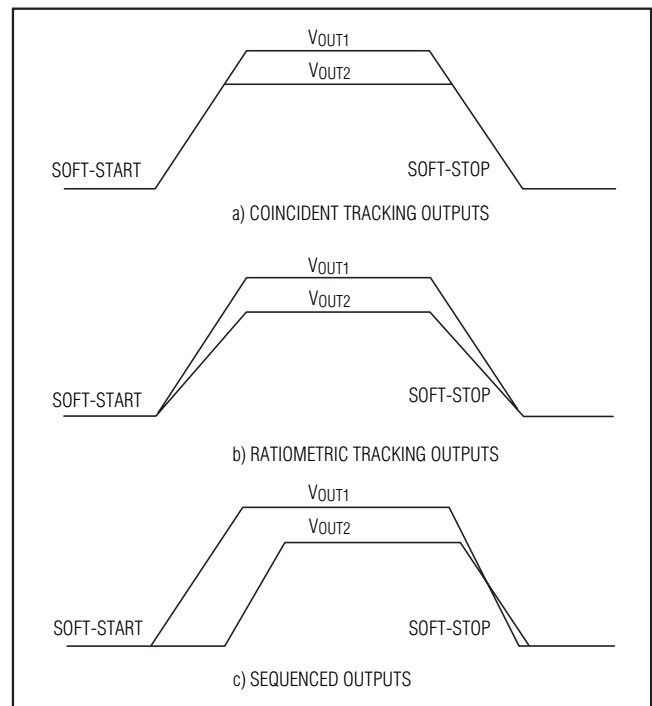 VOUT1
VOUT2
SOFT-START
SOFT-STOP
a) COINCIDENT TRACKING OUTPUTS
VOUT1
VOUT2
SOFT-START
SOFT-STOP
b) RATIOMETRIC TRACKING OUTPUTS
VOUT1
VOUT2
SOFT-START
SOFT-STOP
c) SEQUENCED OUTPUTS